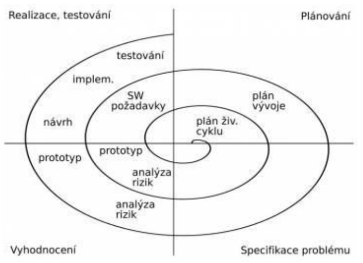 Realizace, testování
Plánování
testování
implem.
SW
požadavky
plán
vývoje
návrh
plán živ.
cyklu
prototyp
prototyp
analýza
rizik
analýza
rizik
Vyhodnocení
Specifikace problému